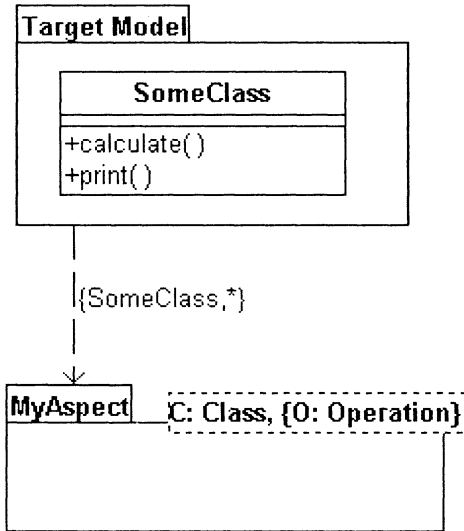 Target Model
SomeClass
+calculate()
+print()
{SomeClass,*}
MyAspect
C: Class, {O: Operation}